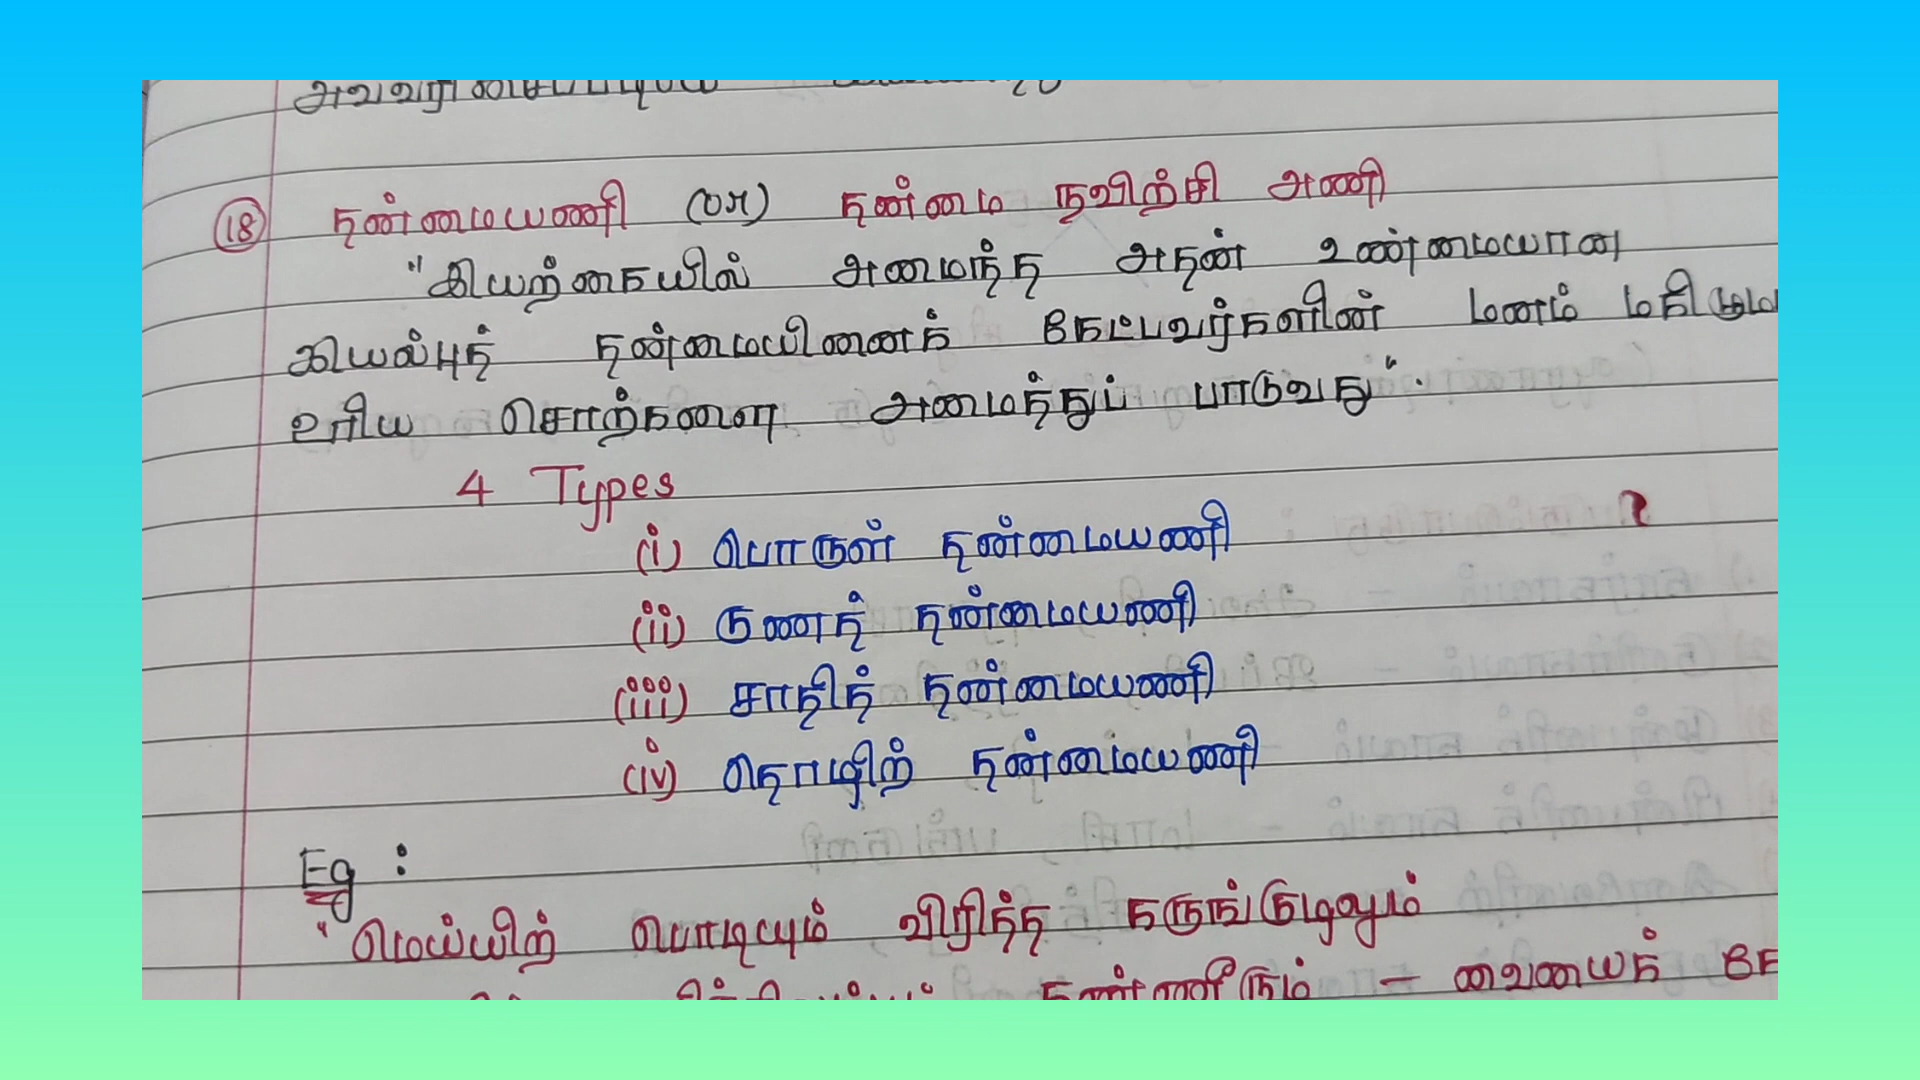 ⑱ தன்மையணி (or) தன்மை நவிற்சி அணி
"இயற்கையில் அமைந்த அதன் உண்மையான
இயல்புத் தன்மையினைக் கேட்பவர்களின் மனம்
உரிய சொற்களை அமைத்துப் பாடுவது".
4 Types
(i) பொருள் தன்மையணி
(ii) குணத் தன்மையணி
(iii) சாதித் தன்மையணி
(iv) தொழிற் தன்மையணி
Eg :
"மெய்யிற் பொடியும் விரித்த கருங்குழலும்
கண்ணீரும் – வையைக்